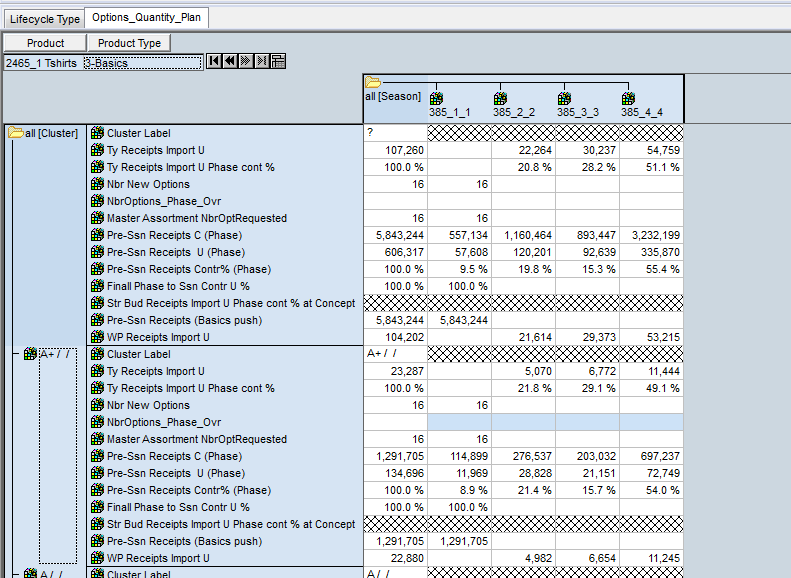 Lifecycle Type Options_Quantity_Plan
Product Product Type
2465_1 Tshirts 3-Basics
all [Season] 385_1_1 385_2_2 385_3_3 385_4_4
all [Cluster] Cluster Label ?
Ty Receipts Import U 107,260 22,264 30,237 54,759
Ty Receipts Import U Phase cont % 100.0 % 20.8 % 28.2 % 51.1 %
Nbr New Options 16 16
NbrOptions_Phase_Ovr
Master Assortment NbrOptRequested 16 16
Pre-Ssn Receipts C (Phase) 5,843,244 557,134 1,160,464 893,447 3,232,199
Pre-Ssn Receipts U (Phase) 606,317 57,608 120,201 92,639 335,870
Pre-Ssn Receipts Contr% (Phase) 100.0 % 9.5 % 19.8 % 15.3 % 55.4 %
Finall Phase to Ssn Contr U % 100.0 % 100.0 %
Str Bud Receipts Import U Phase cont % at Concept
Pre-Ssn Receipts (Basics push) 5,843,244 5,843,244
WP Receipts Import U 104,202 21,614 29,373 53,215
A+ / / Cluster Label A+ / /
Ty Receipts Import U 23,287 5,070 6,772 11,444
Ty Receipts Import U Phase cont % 100.0 % 21.8 % 29.1 % 49.1 %
Nbr New Options 16 16
NbrOptions_Phase_Ovr
Master Assortment NbrOptRequested 16 16
Pre-Ssn Receipts C (Phase) 1,291,705 114,899 276,537 203,032 697,237
Pre-Ssn Receipts U (Phase) 134,696 11,969 28,828 21,151 72,749
Pre-Ssn Receipts Contr% (Phase) 100.0 % 8.9 % 21.4 % 15.7 % 54.0 %
Finall Phase to Ssn Contr U % 100.0 % 100.0 %
Str Bud Receipts Import U Phase cont % at Concept
Pre-Ssn Receipts (Basics push) 1,291,705 1,291,705
WP Receipts Import U 22,880 4,982 6,654 11,245
A / / Cluster Label A / /